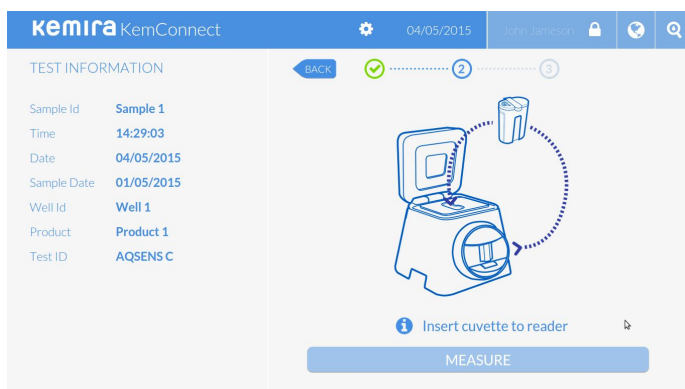 kemira KemConnect
04/05/2015
John Jameson
TEST INFORMATION
BACK
2
3
Sample Id Sample 1
Time 14:29:03
Date 04/05/2015
Sample Date 01/05/2015
Well Id Well 1
Product Product 1
Test ID AQSENS C
Insert cuvette to reader
MEASURE